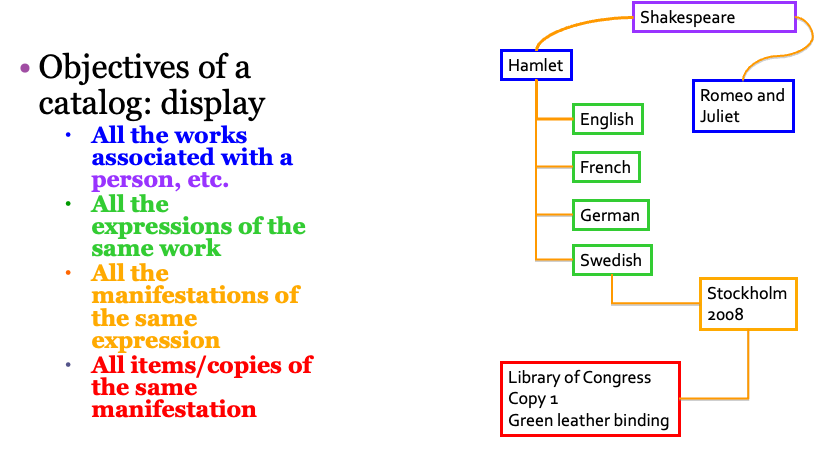 • Objectives of a
catalog: display
• All the works
associated with a
person, etc.
• All the
expressions of the
same work
• All the
manifestations of
the same
expression
• All items/copies of
the same
manifestation
Shakespeare
Hamlet
Romeo and
Juliet
English
French
German
Swedish
Stockholm
2008
Library of Congress
Copy 1
Green leather binding